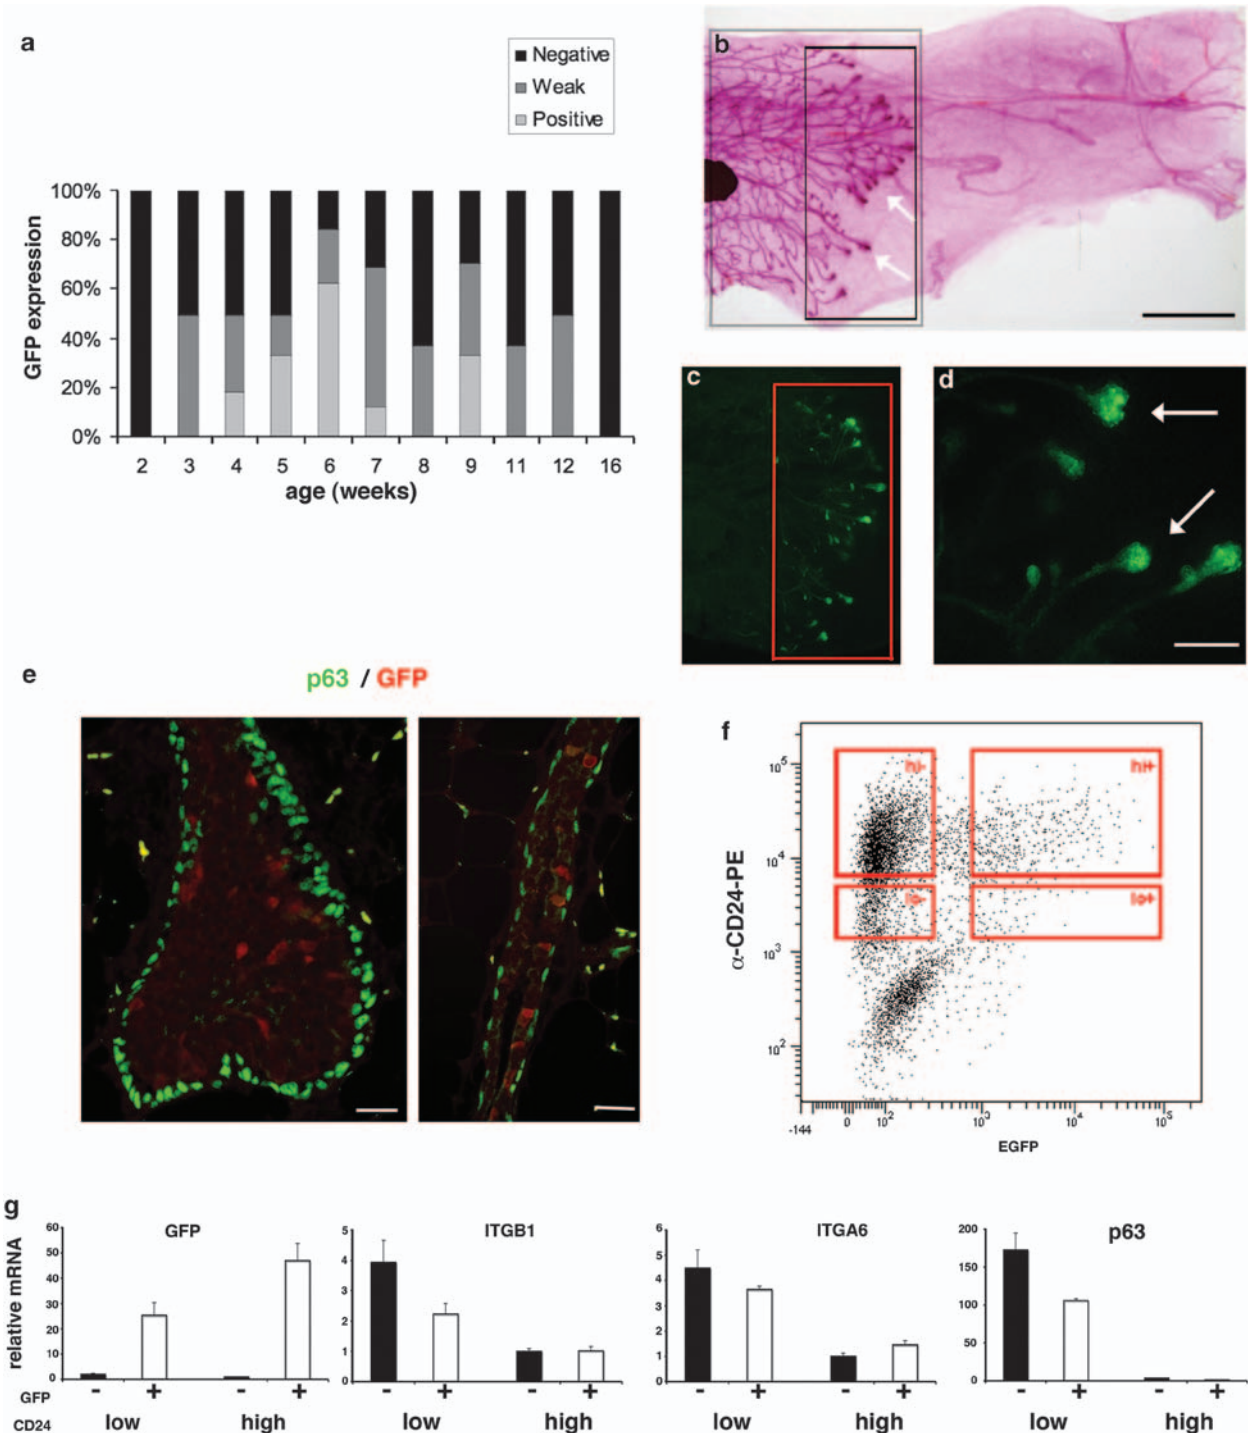 a
Negative
Weak
Positive
100%
80%
60%
40%
20%
0%
GFP expression
2 3 4 5 6 7 8 9 11 12 16
age (weeks)
b
c
d
e
p63 / GFP
f
hi-
hi+
lo-
lo+
10⁵
10⁴
10³
10²
α-CD24-PE
-144 0 10² 10³ 10⁴ 10⁵
EGFP
g
relative mRNA
GFP
60
50
40
30
20
10
0
ITGB1
5
4
3
2
1
0
ITGA6
6
5
4
3
2
1
0
p63
200
150
100
50
0
GFP - + - + - + - + - + - + - + - +
CD24 low high low high low high low high